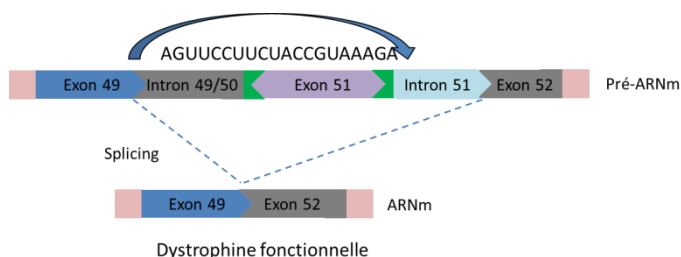 AGUUCCUUCUACCGUAAAGA
Exon 49 Intron 49/50 Exon 51 Intron 51 Exon 52 Pré-ARNm
Splicing
Exon 49 Exon 52 ARNm
Dystrophine fonctionnelle